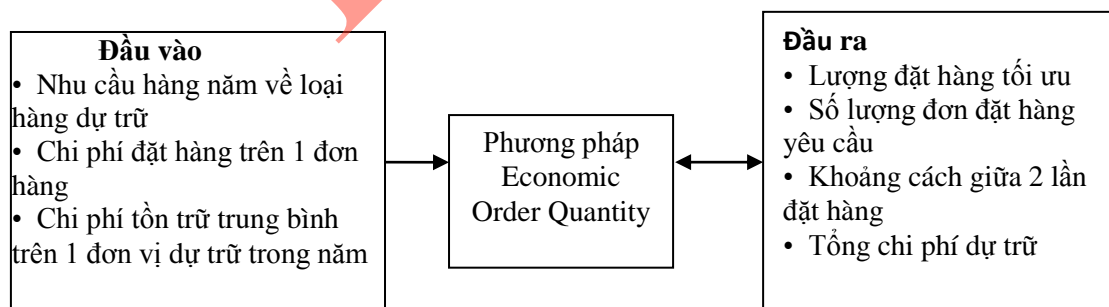 Đầu vào
• Nhu cầu hàng năm về loại
hàng dự trữ
• Chi phí đặt hàng trên 1 đơn
hàng
• Chi phí tồn trữ trung bình
trên 1 đơn vị dự trữ trong năm
Phương pháp
Economic
Order Quantity
Đầu ra
• Lượng đặt hàng tối ưu
• Số lượng đơn đặt hàng
yêu cầu
• Khoảng cách giữa 2 lần
đặt hàng
• Tổng chi phí dự trữ